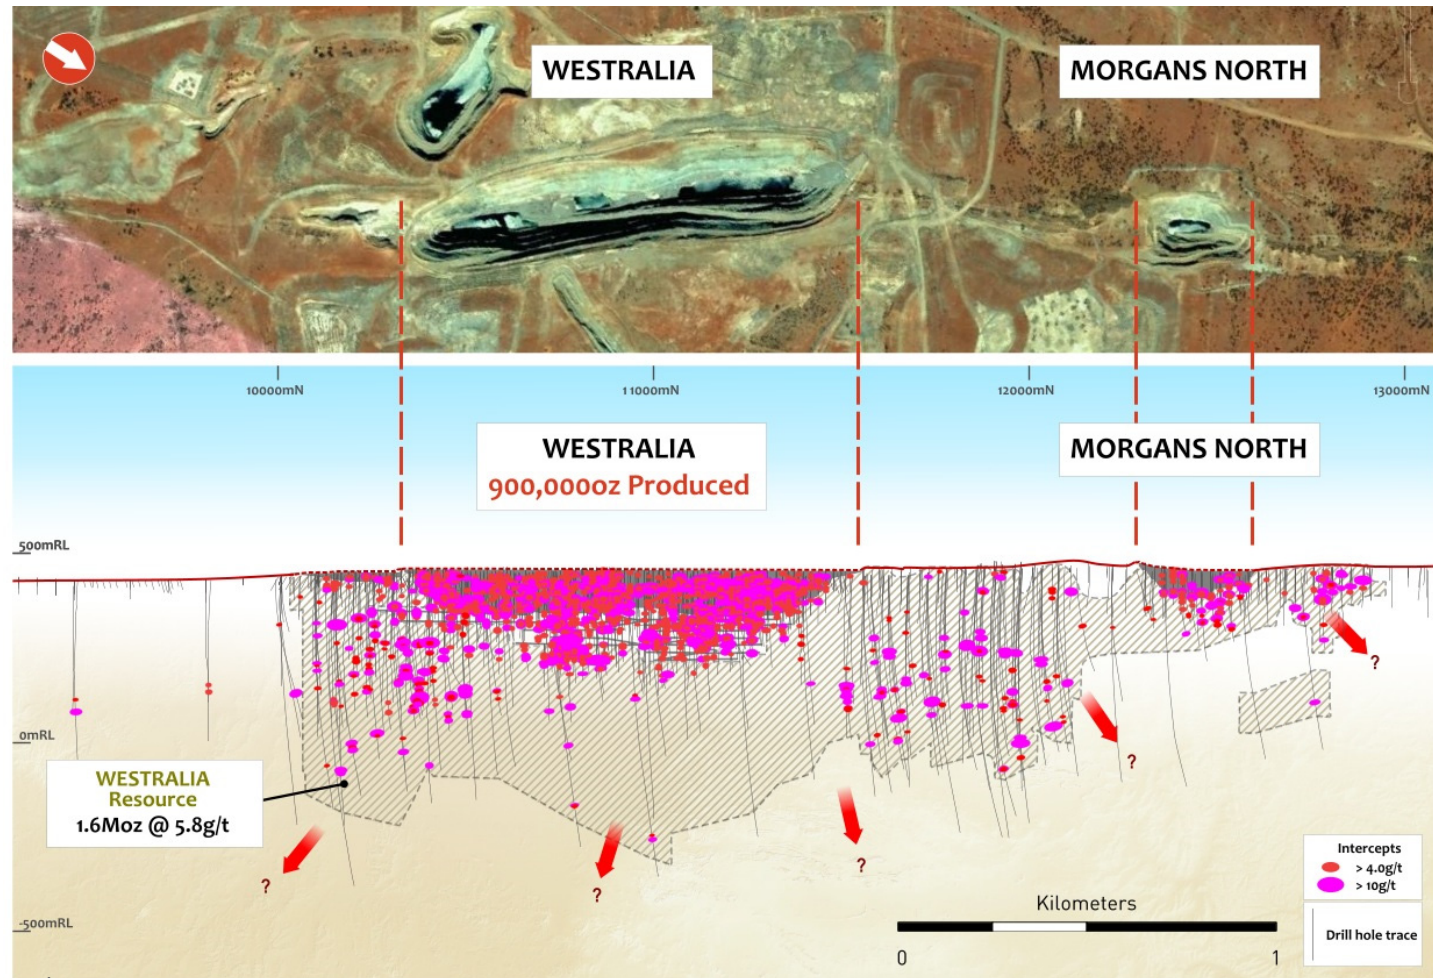 WESTRALIA
MORGANS NORTH
10000mN
11000mN
12000mN
13000mN
WESTRALIA
900,000oz Produced
MORGANS NORTH
500mRL
0mRL
WESTRALIA
Resource
1.6Moz @ 5.8g/t
?
?
?
?
?
-500mRL
Kilometers
0
1
Intercepts
> 4.0g/t
> 10g/t
Drill hole trace